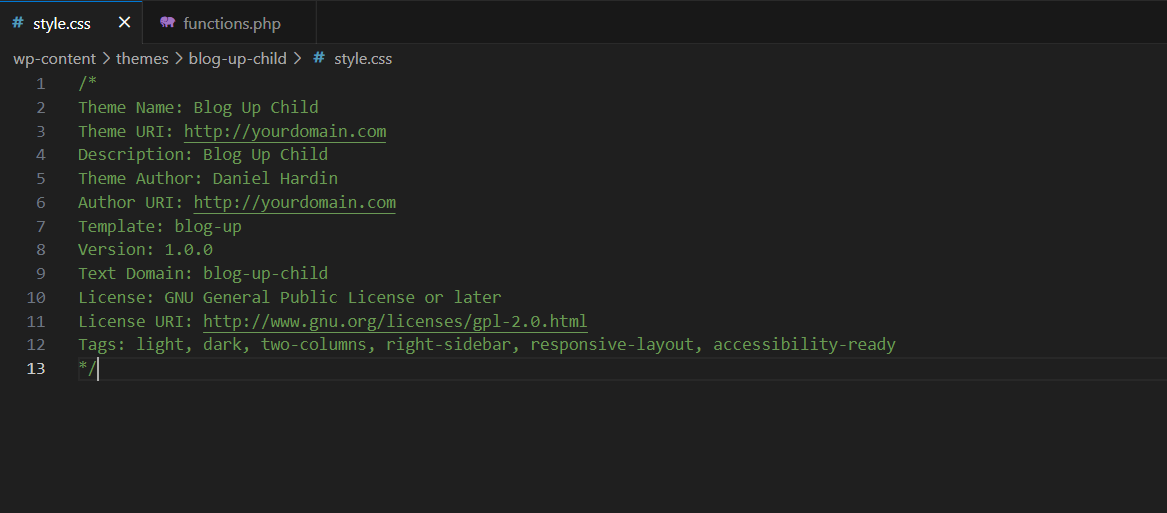 # style.css × functions.php
wp-content > themes > blog-up-child > # style.css
1 /*
2 Theme Name: Blog Up Child
3 Theme URI: http://yourdomain.com
4 Description: Blog Up Child
5 Theme Author: Daniel Hardin
6 Author URI: http://yourdomain.com
7 Template: blog-up
8 Version: 1.0.0
9 Text Domain: blog-up-child
10 License: GNU General Public License or later
11 License URI: http://www.gnu.org/licenses/gpl-2.0.html
12 Tags: light, dark, two-columns, right-sidebar, responsive-layout, accessibility-ready
13 */